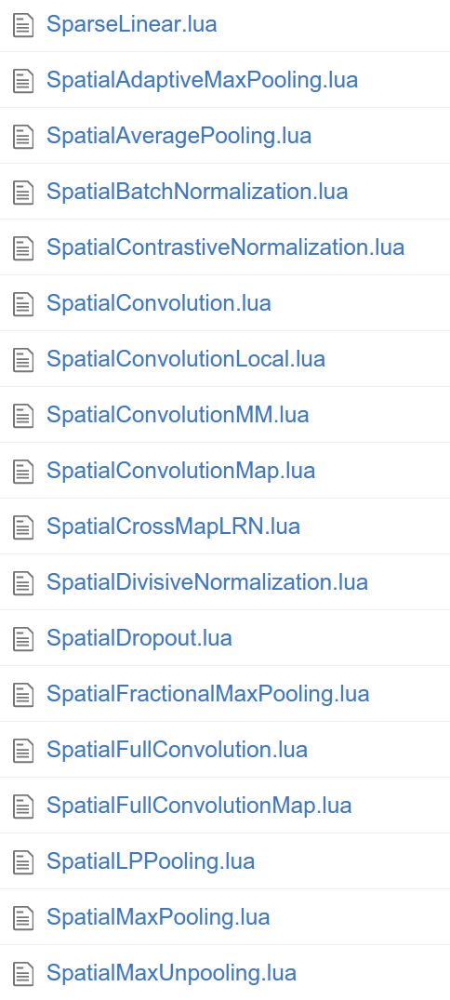 SparseLinear.lua
SpatialAdaptiveMaxPooling.lua
SpatialAveragePooling.lua
SpatialBatchNormalization.lua
SpatialContrastiveNormalization.lua
SpatialConvolution.lua
SpatialConvolutionLocal.lua
SpatialConvolutionMM.lua
SpatialConvolutionMap.lua
SpatialCrossMapLRN.lua
SpatialDivisiveNormalization.lua
SpatialDropout.lua
SpatialFractionalMaxPooling.lua
SpatialFullConvolution.lua
SpatialFullConvolutionMap.lua
SpatialLPPooling.lua
SpatialMaxPooling.lua
SpatialMaxUnpooling.lua